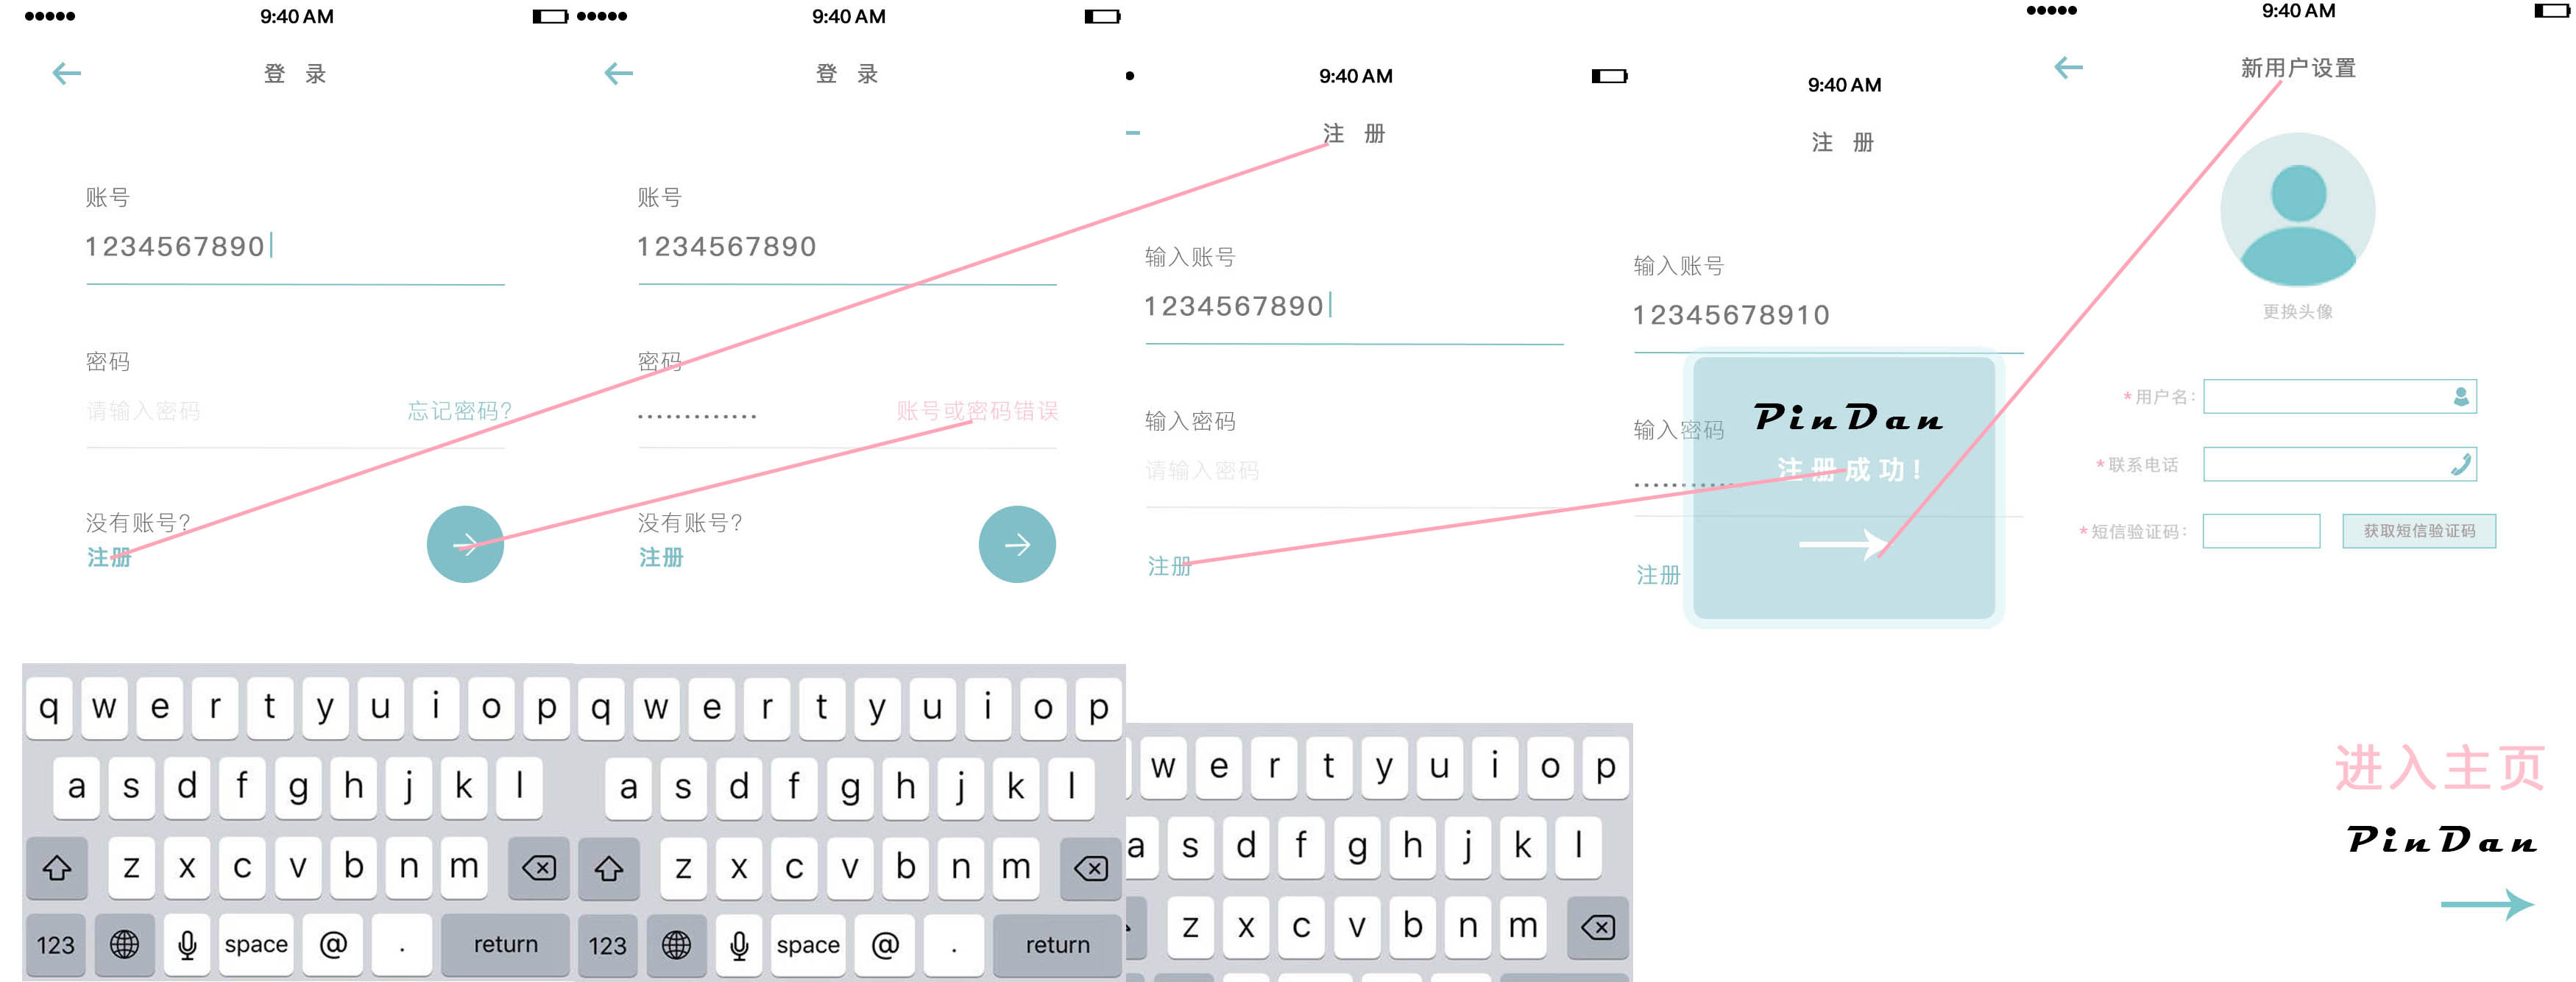 9:40 AM
登 录
账号
1234567890
密码
请输入密码
忘记密码?
没有账号?
注册
q w e r t y u i o p
a s d f g h j k l
z x c v b n m
123 space @ . return
9:40 AM
登 录
账号
1234567890
密码
账号或密码错误
没有账号?
注册
q w e r t y u i o p
a s d f g h j k l
z x c v b n m
123 space @ . return
9:40 AM
注 册
输入账号
1234567890
输入密码
请输入密码
注册
w e r t y u i o p
a s d f g h j k l
z x c v b n m
9:40 AM
注 册
输入账号
12345678910
输入密码
PinDan
注册成功!
注册
9:40 AM
新用户设置
更换头像
*用户名:
*联系电话
*短信验证码:
获取短信验证码
进入主页
PinDan